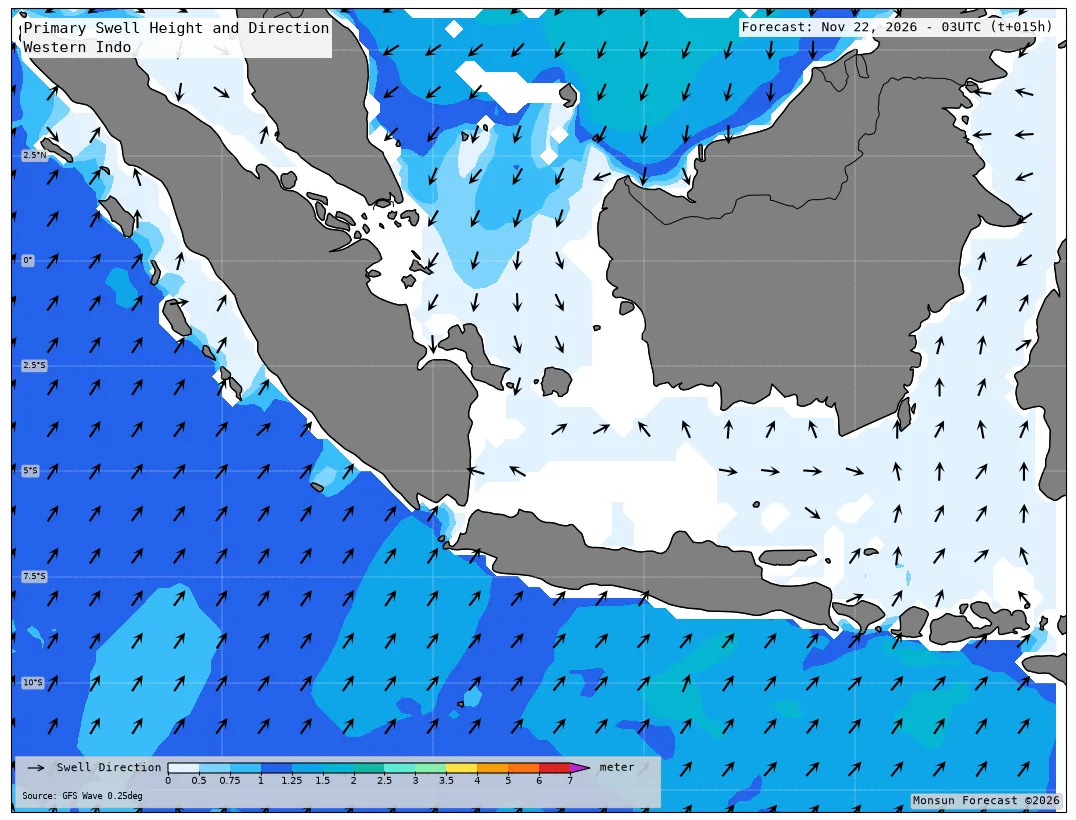 Primary Swell Height and Direction
Western Indo
Forecast: Nov 22, 2026 - 03UTC (t+015h)
2.5°N
0°
2.5°S
5°S
7.5°S
10°S
Swell Direction
0 0.5 0.75 1 1.25 1.5 2 2.5 3 3.5 4 5 6 7
meter
Source: GFS Wave 0.25deg
Monsun Forecast ©2026